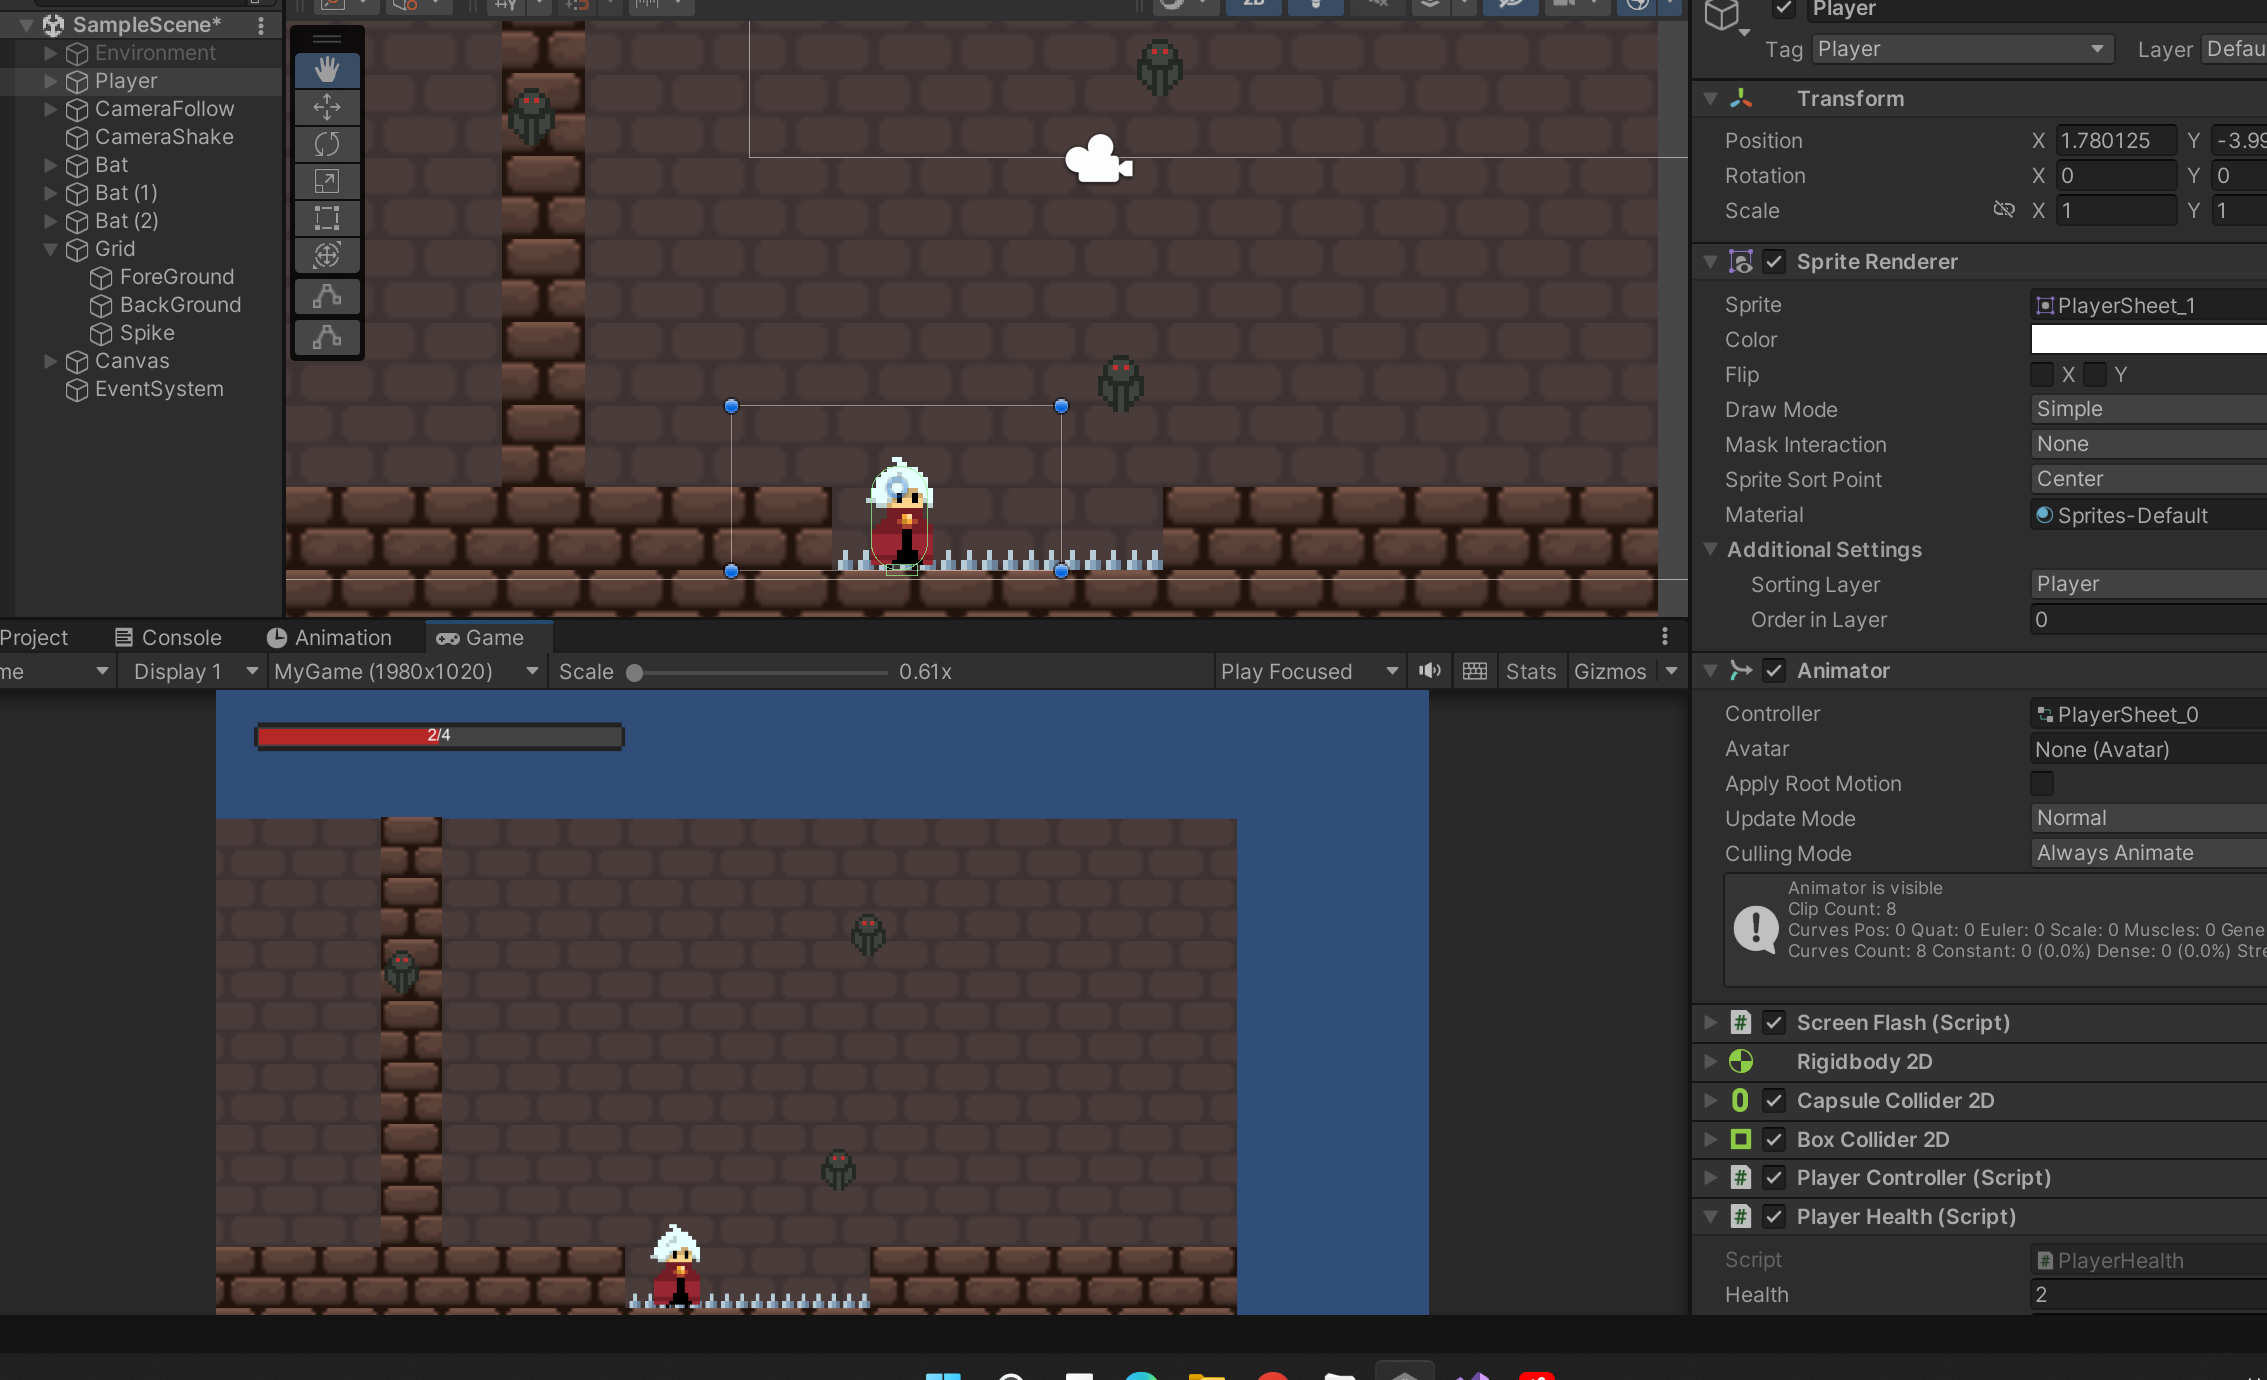 SampleScene*
Environment
Player
CameraFollow
CameraShake
Bat
Bat (1)
Bat (2)
Grid
ForeGround
BackGround
Spike
Canvas
EventSystem
2D
Project
Console
Animation
Game
Display 1
MyGame (1980x1020)
Scale
0.61x
Play Focused
Stats
Gizmos
2/4
Player
Tag Player Layer Defau
Transform
Position X 1.780125 Y -3.99
Rotation X 0 Y 0
Scale X 1 Y 1
Sprite Renderer
Sprite PlayerSheet_1
Color
Flip X Y
Draw Mode Simple
Mask Interaction None
Sprite Sort Point Center
Material Sprites-Default
Additional Settings
Sorting Layer Player
Order in Layer 0
Animator
Controller PlayerSheet_0
Avatar None (Avatar)
Apply Root Motion
Update Mode Normal
Culling Mode Always Animate
Animator is visible
Clip Count: 8
Curves Pos: 0 Quat: 0 Euler: 0 Scale: 0 Muscles: 0 Gene
Curves Count: 8 Constant: 0 (0.0%) Dense: 0 (0.0%) Stre
# Screen Flash (Script)
Rigidbody 2D
Capsule Collider 2D
Box Collider 2D
# Player Controller (Script)
# Player Health (Script)
Script # PlayerHealth
Health 2